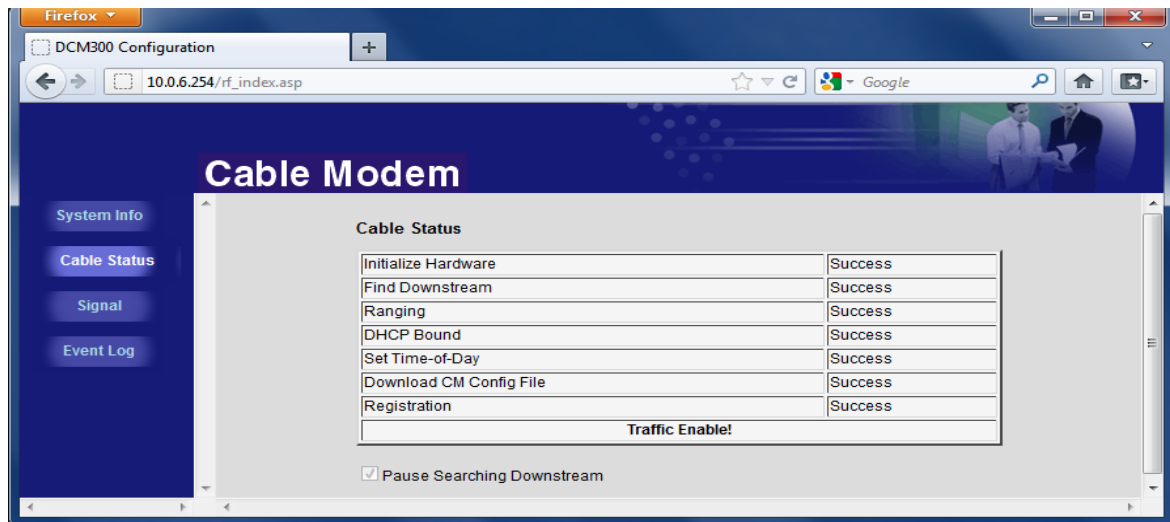 Firefox
DCM300 Configuration
10.0.6.254/rf_index.asp
Google
Cable Modem
System Info
Cable Status
Signal
Event Log
Cable Status
Initialize Hardware Success
Find Downstream Success
Ranging Success
DHCP Bound Success
Set Time-of-Day Success
Download CM Config File Success
Registration Success
Traffic Enable!
Pause Searching Downstream